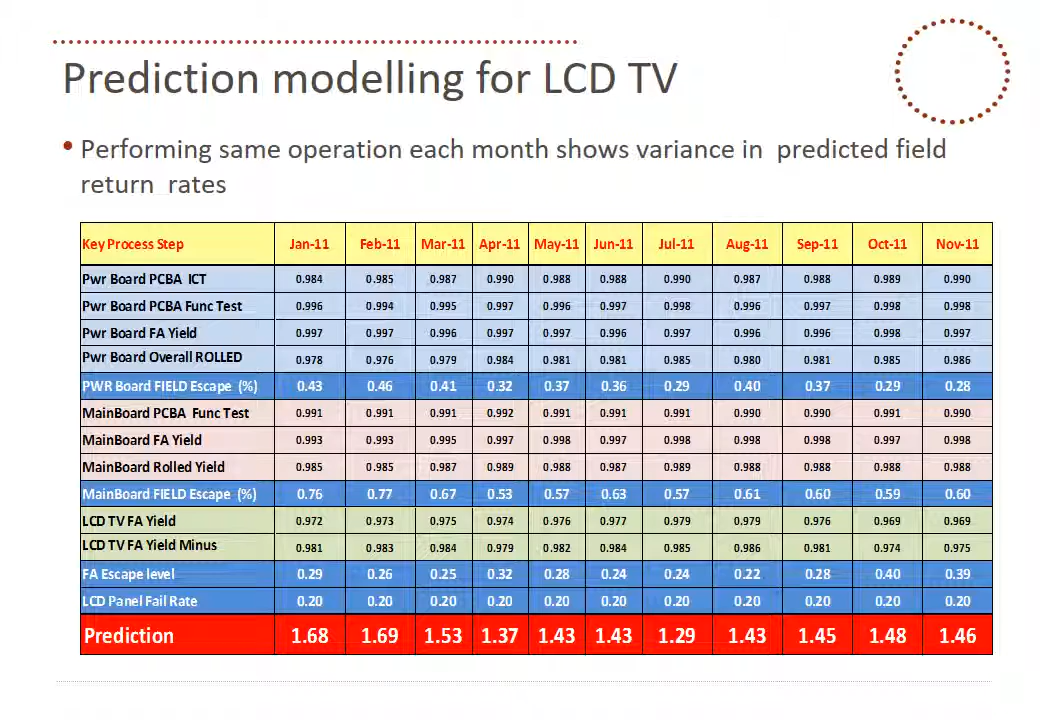 Prediction modelling for LCD TV
• Performing same operation each month shows variance in predicted field
return rates
Key Process Step Jan-11 Feb-11 Mar-11 Apr-11 May-11 Jun-11 Jul-11 Aug-11 Sep-11 Oct-11 Nov-11
Pwr Board PCBA ICT 0.984 0.985 0.987 0.990 0.988 0.988 0.990 0.987 0.988 0.989 0.990
Pwr Board PCBA Func Test 0.996 0.994 0.995 0.997 0.996 0.997 0.998 0.996 0.997 0.998 0.998
Pwr Board FA Yield 0.997 0.997 0.996 0.997 0.997 0.996 0.997 0.996 0.996 0.998 0.997
Pwr Board Overall ROLLED 0.978 0.976 0.979 0.984 0.981 0.981 0.985 0.980 0.981 0.985 0.986
PWR Board FIELD Escape (%) 0.43 0.46 0.41 0.32 0.37 0.36 0.29 0.40 0.37 0.29 0.28
MainBoard PCBA Func Test 0.991 0.991 0.991 0.992 0.991 0.991 0.991 0.990 0.990 0.991 0.990
MainBoard FA Yield 0.993 0.993 0.995 0.997 0.998 0.997 0.998 0.998 0.998 0.997 0.998
MainBoard Rolled Yield 0.985 0.985 0.987 0.989 0.988 0.987 0.989 0.988 0.988 0.988 0.988
MainBoard FIELD Escape (%) 0.76 0.77 0.67 0.53 0.57 0.63 0.57 0.61 0.60 0.59 0.60
LCD TV FA Yield 0.972 0.973 0.975 0.974 0.976 0.977 0.979 0.979 0.976 0.969 0.969
LCD TV FA Yield Minus 0.981 0.983 0.984 0.979 0.982 0.984 0.985 0.986 0.981 0.974 0.975
FA Escape level 0.29 0.26 0.25 0.32 0.28 0.24 0.24 0.22 0.28 0.40 0.39
LCD Panel Fail Rate 0.20 0.20 0.20 0.20 0.20 0.20 0.20 0.20 0.20 0.20 0.20
Prediction 1.68 1.69 1.53 1.37 1.43 1.43 1.29 1.43 1.45 1.48 1.46